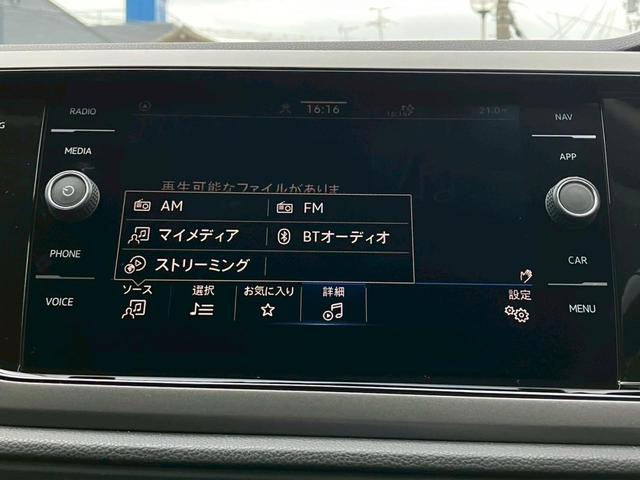 RADIO
16:16
21.0
NAV
G
MEDIA
APP
再生可能なファイルがありま
AM
FM
マイメディア
BTオーディオ
PHONE
ストリーミング
CAR
ソース
選択
お気に入り
詳細
設定
VOICE
MENU